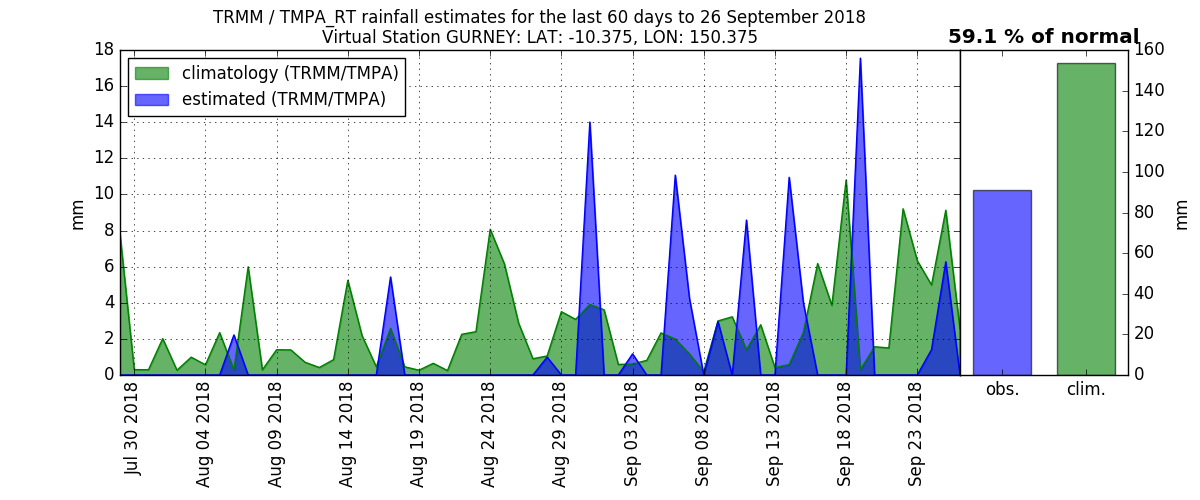 TRMM / TMPA_RT rainfall estimates for the last 60 days to 26 September 2018
Virtual Station GURNEY: LAT: -10.375, LON: 150.375
59.1 % of normal
climatology (TRMM/TMPA)
estimated (TRMM/TMPA)
18
16
14
12
10
8
6
4
2
0
mm
Jul 30 2018
Aug 04 2018
Aug 09 2018
Aug 14 2018
Aug 19 2018
Aug 24 2018
Aug 29 2018
Sep 03 2018
Sep 08 2018
Sep 13 2018
Sep 18 2018
Sep 23 2018
obs.
clim.
160
140
120
100
80
60
40
20
0
mm